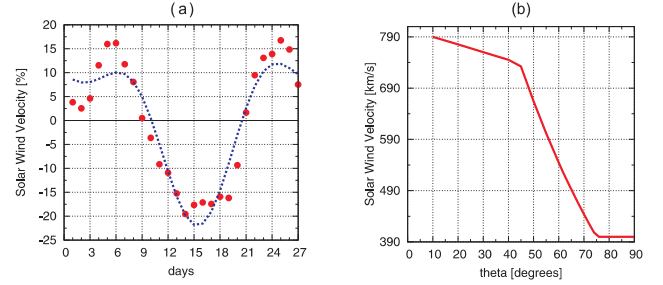 (a)
Solar Wind Velocity [%]
20
15
10
5
0
-5
-10
-15
-20
-25
0 3 6 9 12 15 18 21 24 27
days
(b)
Solar Wind Velocity [km/s]
790
690
590
490
390
0 10 20 30 40 50 60 70 80 90
theta [degrees]